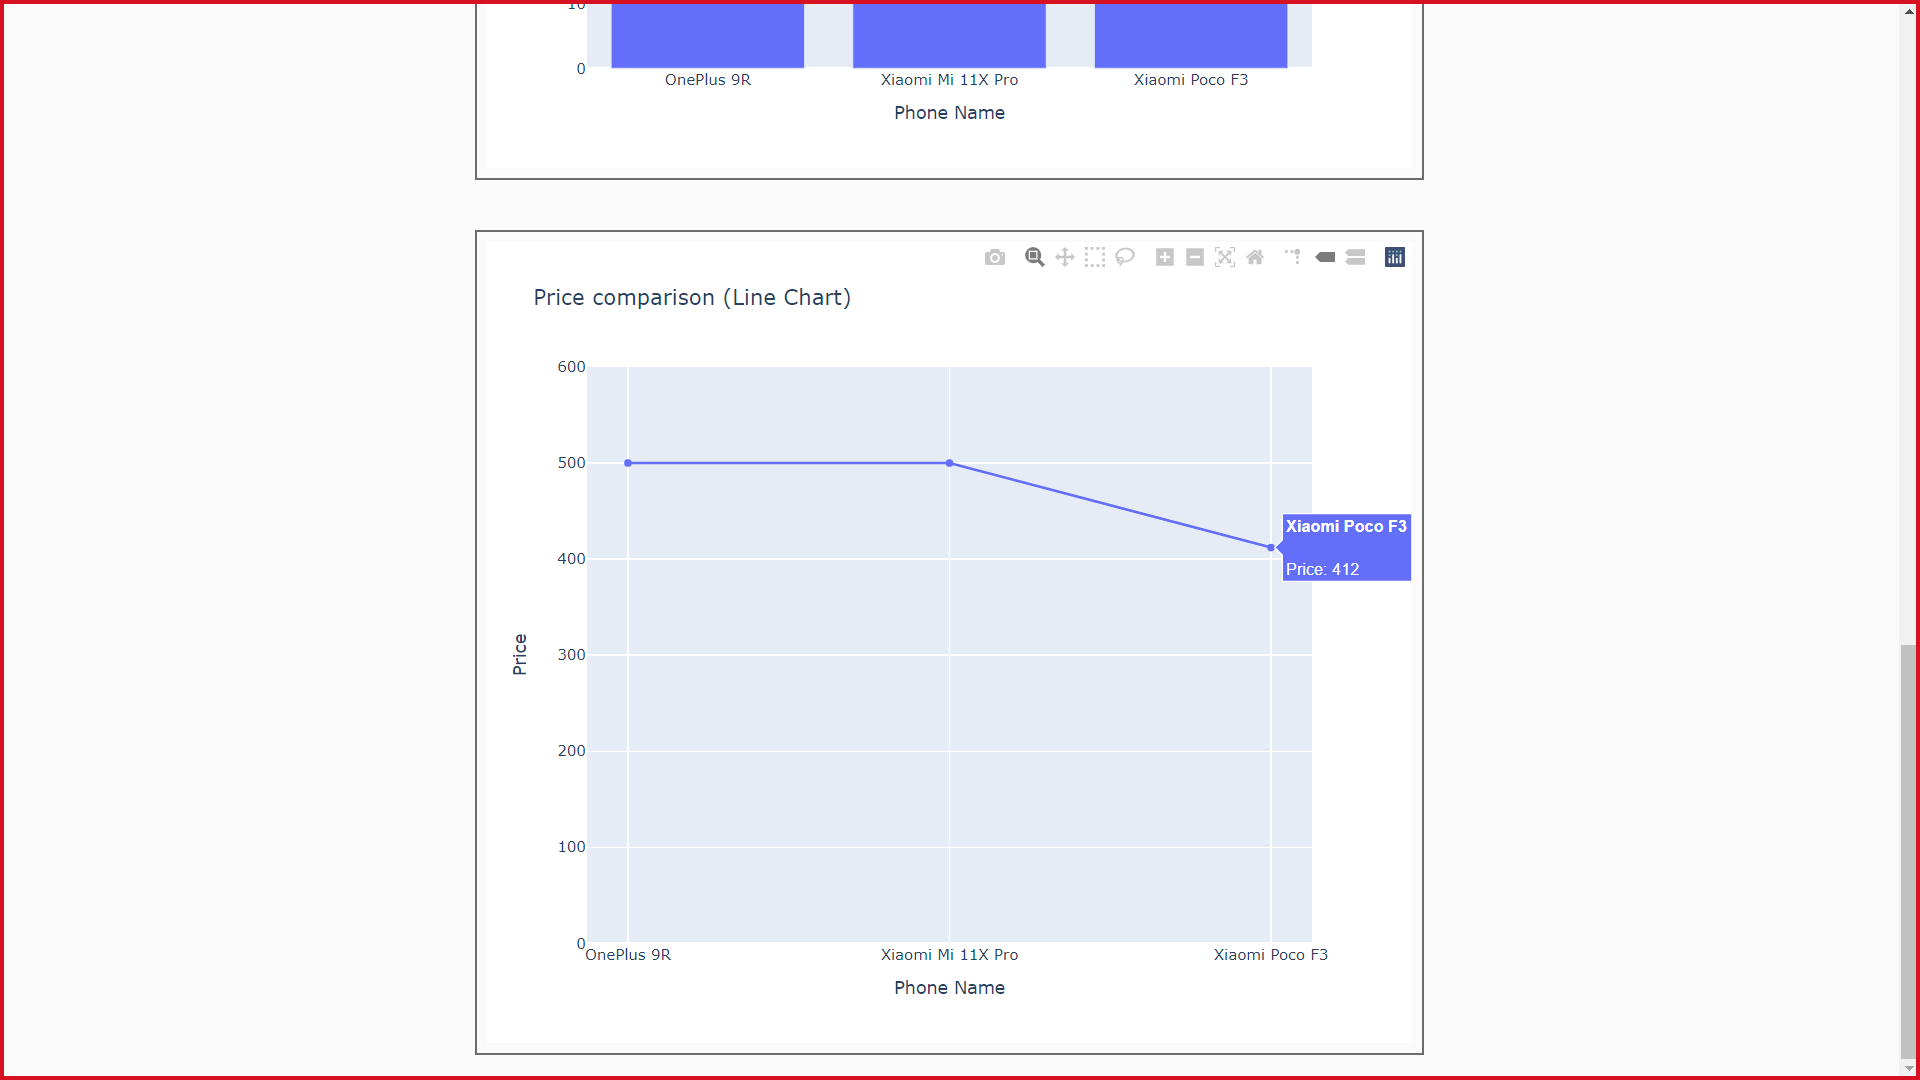 10
0
OnePlus 9R
Xiaomi Mi 11X Pro
Xiaomi Poco F3
Phone Name
Price comparison (Line Chart)
600
500
400
300
200
100
0
Price
Xiaomi Poco F3
Price: 412
OnePlus 9R
Xiaomi Mi 11X Pro
Xiaomi Poco F3
Phone Name